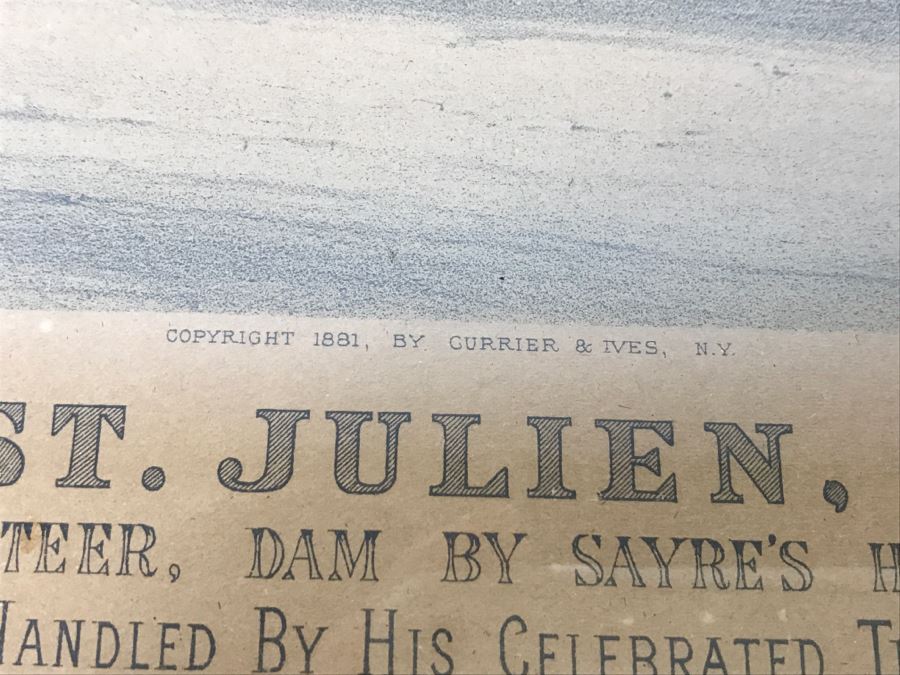 COPYRIGHT 1881, BY CURRIER & IVES, N.Y.
ST. JULIEN,
TEER, DAM BY SAYRE'S H
HANDLED BY HIS CELEBRATED T